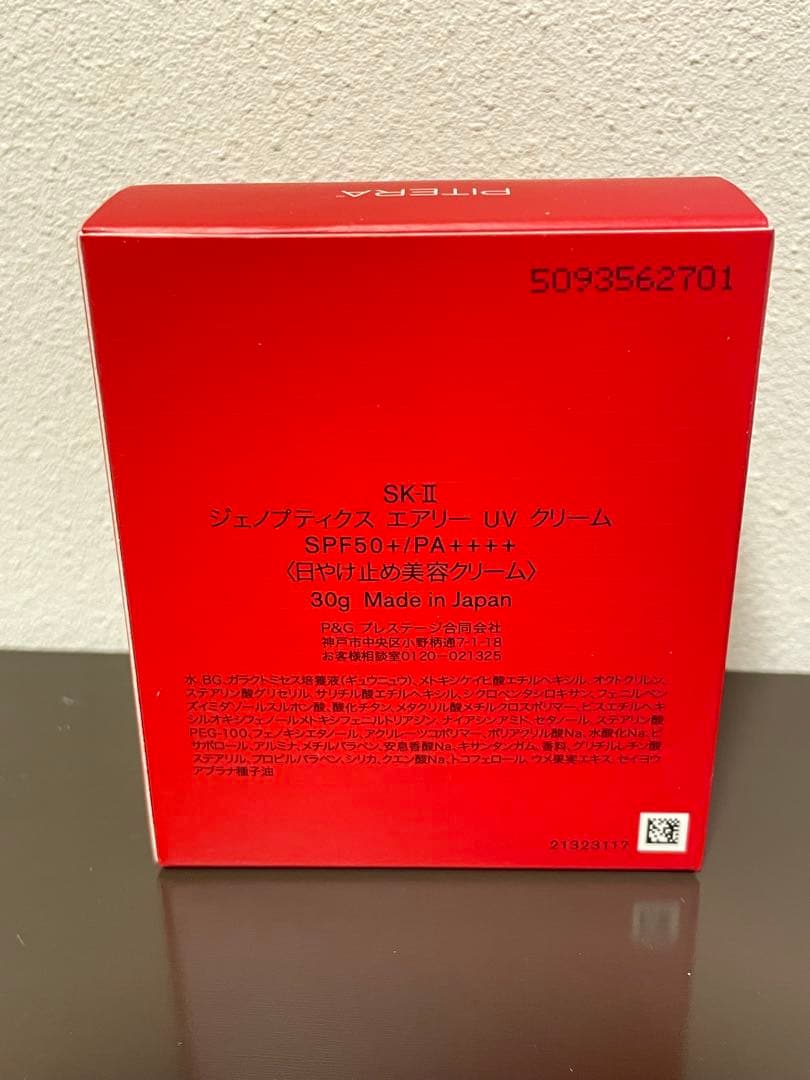 PITERA™
5093562701
SK-Ⅱ
ジェノプティクス エアリー UV クリーム
SPF50+/PA++++
〈日やけ止め美容クリーム〉
30g Made in Japan
P&G プレステージ合同会社
神戸市中央区小野柄通7-1-18
お客様相談室0120-021325
水、BG、ガラクトミセス培養液(ギュウニュウ)、メトキシケイヒ酸エチルヘキシル、オクトクリレン、
ステアリン酸グリセリル、サリチル酸エチルヘキシル、シクロペンタシロキサン、フェニルベン
ズイミダゾールスルホン酸、酸化チタン、メタクリル酸メチルクロスポリマー、ビスエチルヘキ
シルオキシフェノールメトキシフェニルトリアジン、ナイアシンアミド、セタノール、ステアリン酸
PEG-100、フェノキシエタノール、アクリレーツコポリマー、ポリアクリル酸Na、水酸化Na、ビ
サボロール、アルミナ、メチルパラベン、安息香酸Na、キサンタンガム、香料、グリチルレチン酸
ステアリル、プロピルパラベン、シリカ、クエン酸Na、トコフェロール、ウメ果実エキス、セイヨウ
アブラナ種子油
21323117